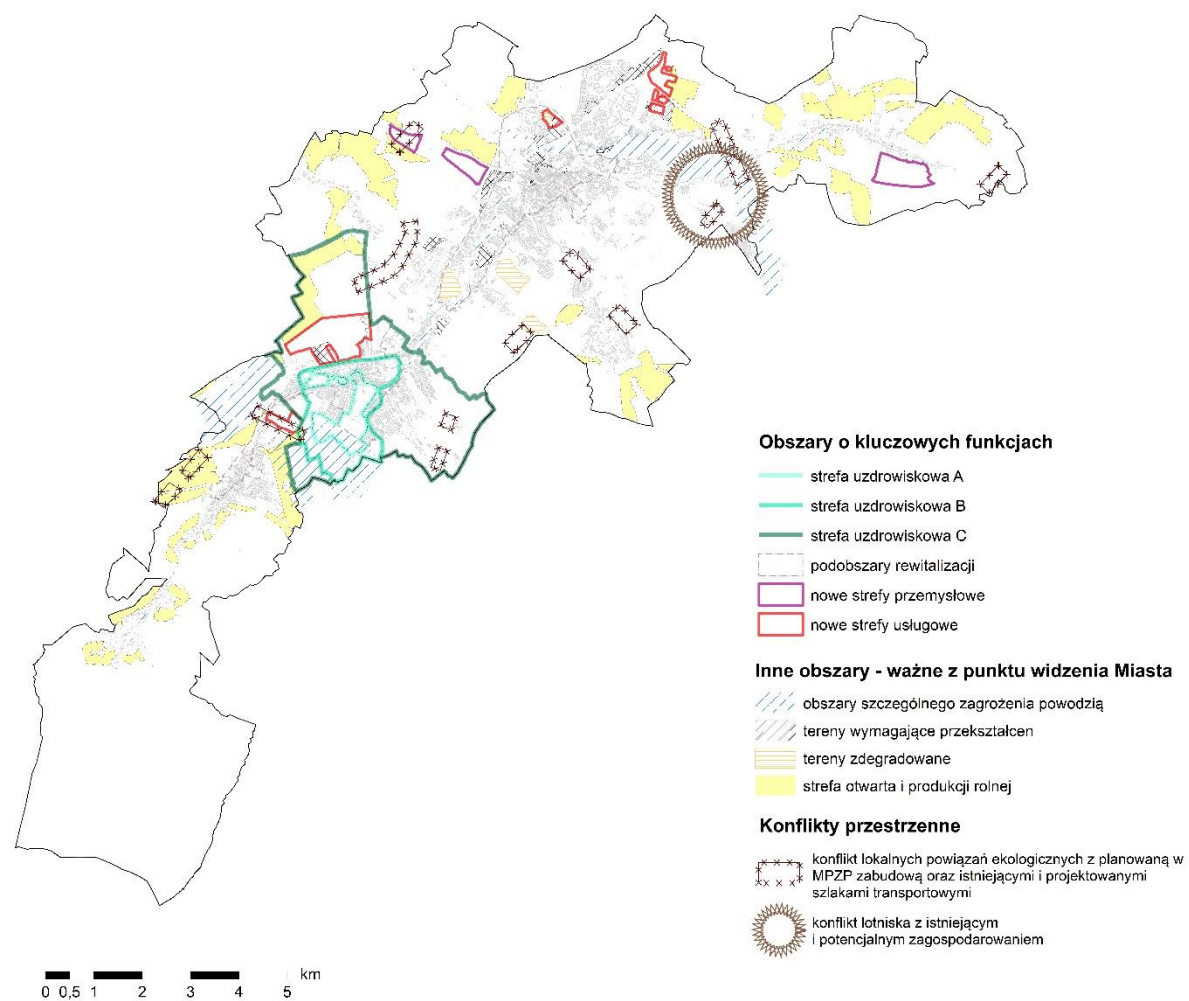 Obszary o kluczowych funkcjach
strefa uzdrowiskowa A
strefa uzdrowiskowa B
strefa uzdrowiskowa C
podobszary rewitalizacji
nowe strefy przemysłowe
nowe strefy usługowe
Inne obszary - ważne z punktu widzenia Miasta
obszary szczególnego zagrożenia powodzią
tereny wymagające przekształcen
tereny zdegradowane
strefa otwarta i produkcji rolnej
Konflikty przestrzenne
konflikt lokalnych powiązań ekologicznych z planowaną w
MPZP zabudową oraz istniejącymi i projektowanymi
szlakami transportowymi
konflikt lotniska z istniejącym
i potencjalnym zagospodarowaniem
km
0 0,5 1 2 3 4 5